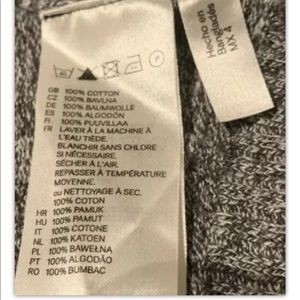 GB 100% COTTON
CZ 100% BAVLNA
DE 100% BAUMWOLLE
ES 100% ALGODÓN
FI 100% PUUVILLAA
FR LAVER À LA MACHINE À
L'EAU TIÈDE.
BLANCHIR SANS CHLORE
SI NÉCESSAIRE.
SÉCHER À L'AIR.
REPASSER À TEMPÉRATURE
MOYENNE.
ou NETTOYAGE À SEC.
100% COTON
HR 100% PAMUK
HU 100% PAMUT
IT 100% COTONE
NL 100% KATOEN
PL 100% BAWEŁNA
PT 100% ALGODÃO
RO 100% BUMBAC
Hecho en
Bangladés
MX 4